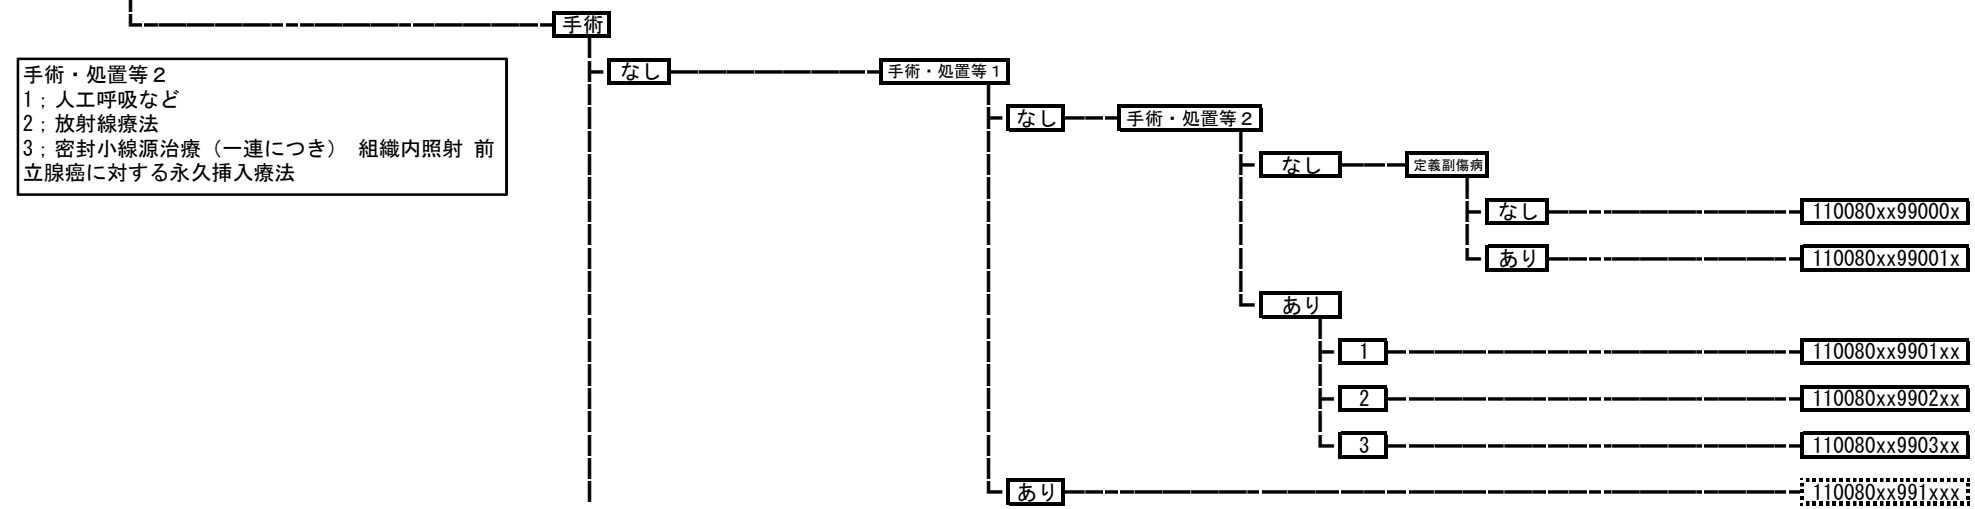 手術
手術・処置等２
1；人工呼吸など
2；放射線療法
3；密封小線源治療（一連につき）　組織内照射 前
立腺癌に対する永久挿入療法
なし
手術・処置等１
なし
手術・処置等２
なし
定義副傷病
なし
110080xx99000x
あり
110080xx99001x
あり
1
110080xx9901xx
2
110080xx9902xx
3
110080xx9903xx
あり
110080xx991xxx